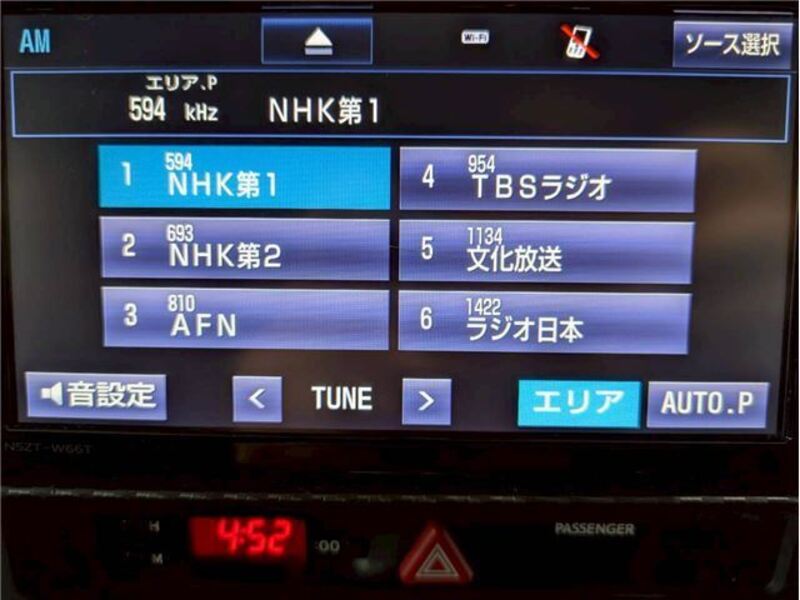 AM
Wi-Fi
ソース選択
エリア.P
594 kHz NHK第1
1 594 NHK第1
2 693 NHK第2
3 810 AFN
4 954 TBSラジオ
5 1134 文化放送
6 1422 ラジオ日本
音設定
< TUNE >
エリア
AUTO.P
NSZT-W66T
H
M
4:52
:00
PASSENGER